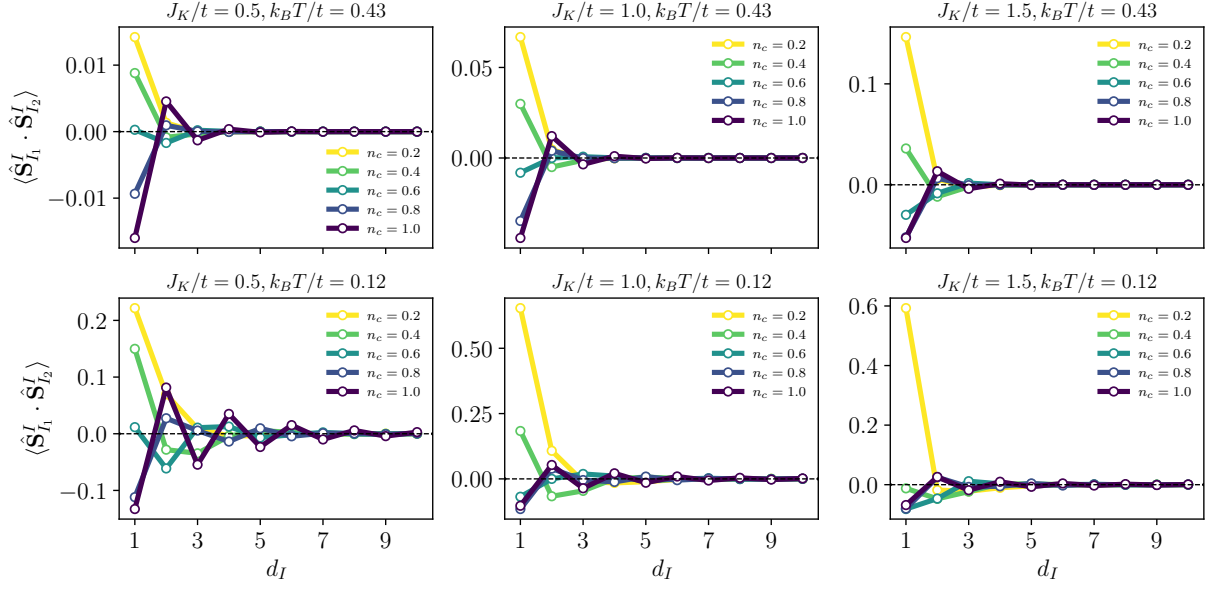 J_K/t = 0.5, k_BT/t = 0.43
J_K/t = 1.0, k_BT/t = 0.43
J_K/t = 1.5, k_BT/t = 0.43
⟨Ŝ^I_{I_1} · Ŝ^I_{I_2}⟩
0.01
0.00
−0.01
n_c = 0.2
n_c = 0.4
n_c = 0.6
n_c = 0.8
n_c = 1.0
0.05
0.00
n_c = 0.2
n_c = 0.4
n_c = 0.6
n_c = 0.8
n_c = 1.0
0.1
0.0
n_c = 0.2
n_c = 0.4
n_c = 0.6
n_c = 0.8
n_c = 1.0
J_K/t = 0.5, k_BT/t = 0.12
J_K/t = 1.0, k_BT/t = 0.12
J_K/t = 1.5, k_BT/t = 0.12
⟨Ŝ^I_{I_1} · Ŝ^I_{I_2}⟩
0.2
0.1
0.0
−0.1
n_c = 0.2
n_c = 0.4
n_c = 0.6
n_c = 0.8
n_c = 1.0
1 3 5 7 9
d_I
0.50
0.25
0.00
n_c = 0.2
n_c = 0.4
n_c = 0.6
n_c = 0.8
n_c = 1.0
1 3 5 7 9
d_I
0.6
0.4
0.2
0.0
n_c = 0.2
n_c = 0.4
n_c = 0.6
n_c = 0.8
n_c = 1.0
1 3 5 7 9
d_I